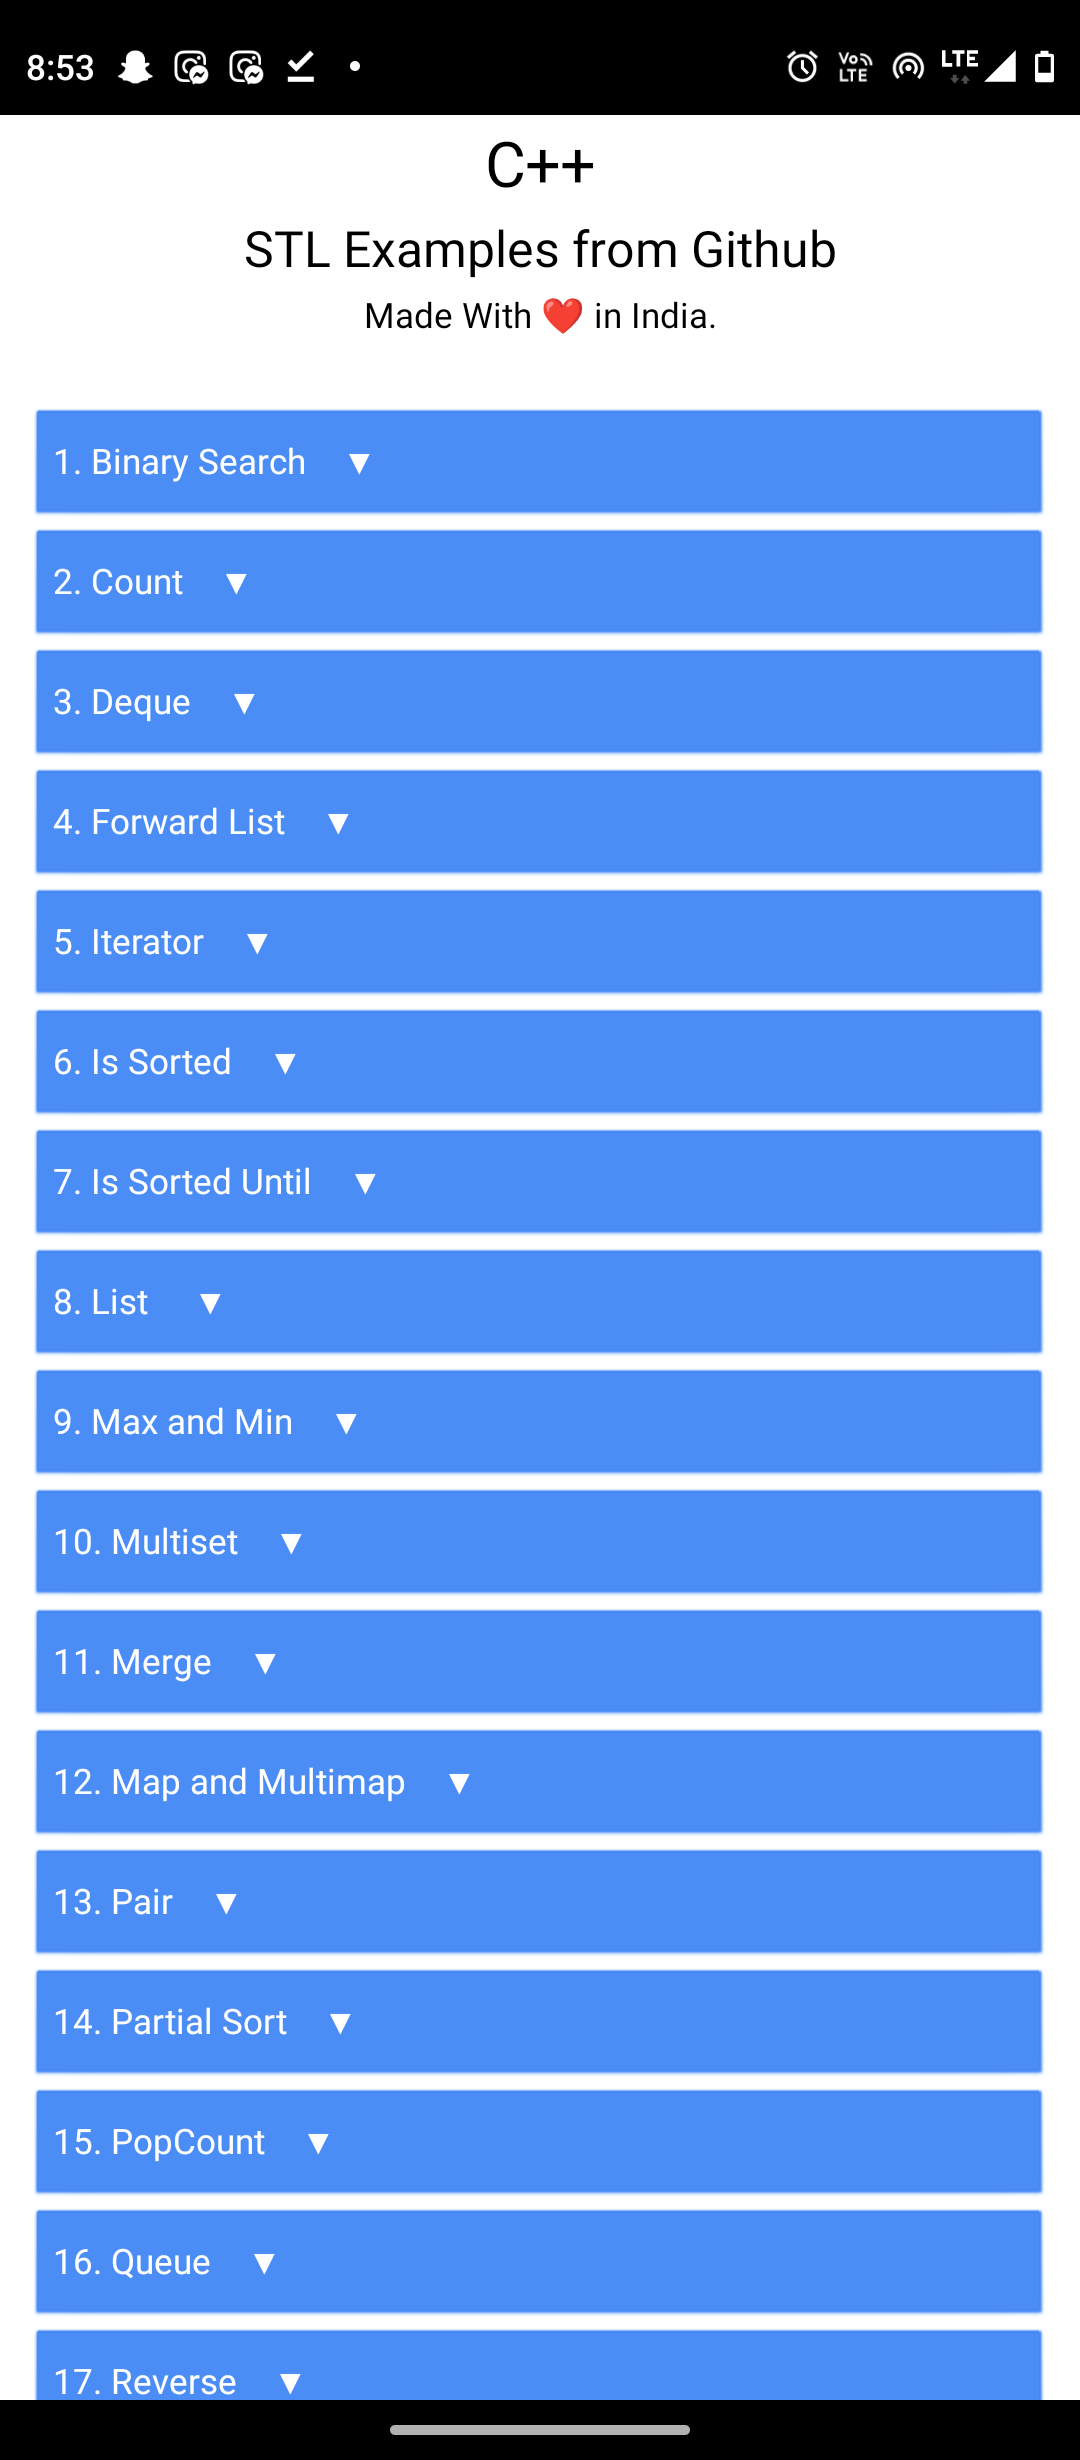 8:53
VoLTE
LTE
C++
STL Examples from Github
Made With ❤️ in India.
1. Binary Search ▼
2. Count ▼
3. Deque ▼
4. Forward List ▼
5. Iterator ▼
6. Is Sorted ▼
7. Is Sorted Until ▼
8. List ▼
9. Max and Min ▼
10. Multiset ▼
11. Merge ▼
12. Map and Multimap ▼
13. Pair ▼
14. Partial Sort ▼
15. PopCount ▼
16. Queue ▼
17. Reverse ▼